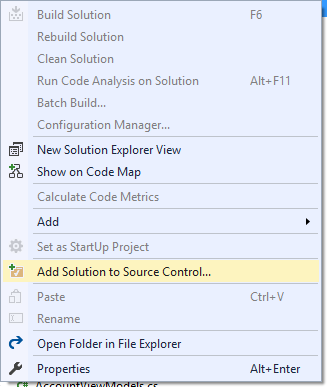 Build Solution F6
Rebuild Solution
Clean Solution
Run Code Analysis on Solution Alt+F11
Batch Build...
Configuration Manager...
New Solution Explorer View
Show on Code Map
Calculate Code Metrics
Add
Set as StartUp Project
Add Solution to Source Control...
Paste Ctrl+V
Rename
Open Folder in File Explorer
Properties Alt+Enter
C# AccountViewModels.cs